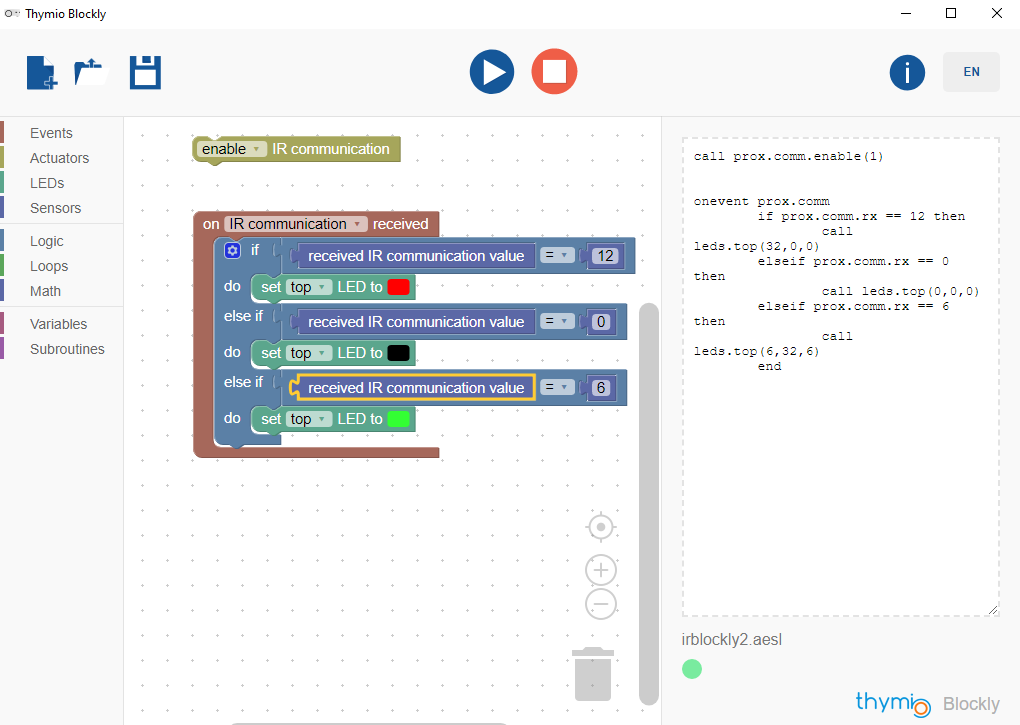 Thymio Blockly
EN
Events
Actuators
LEDs
Sensors
Logic
Loops
Math
Variables
Subroutines
enable IR communication
on IR communication received
if received IR communication value = 12
do set top LED to
else if received IR communication value = 0
do set top LED to
else if received IR communication value = 6
do set top LED to
call prox.comm.enable(1)
onevent prox.comm
if prox.comm.rx == 12 then
call
leds.top(32,0,0)
elseif prox.comm.rx == 0
then
call leds.top(0,0,0)
elseif prox.comm.rx == 6
then
call
leds.top(6,32,6)
end
irblockly2.aesl
thymio Blockly